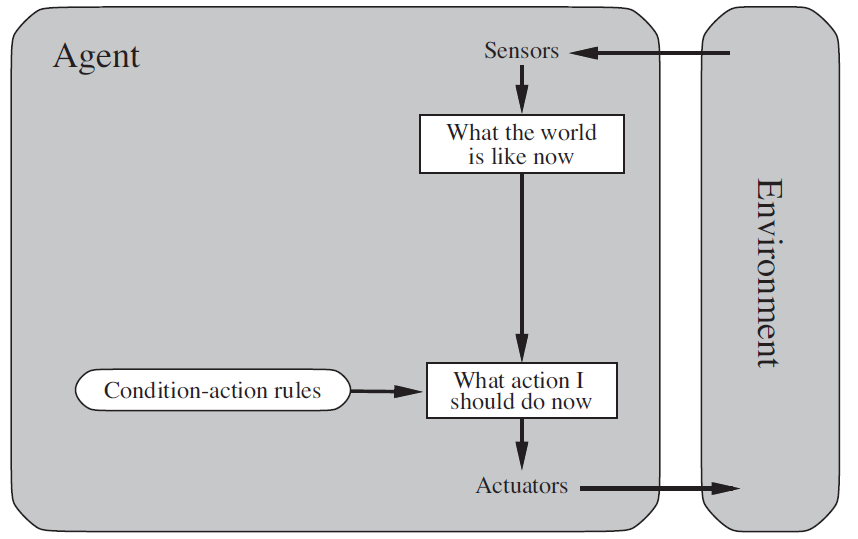 Agent
Sensors
What the world
is like now
Environment
Condition-action rules
What action I
should do now
Actuators